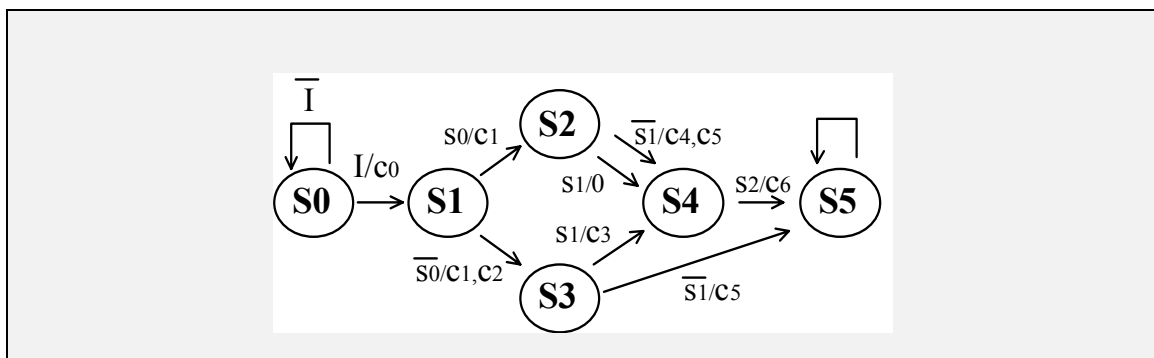 I̅
S0
I/c0
S1
s0/c1
s̅0̅/c1,c2
S2
s̅1̅/c4,c5
s1/0
S3
s1/c3
s̅1̅/c5
S4
s2/c6
S5